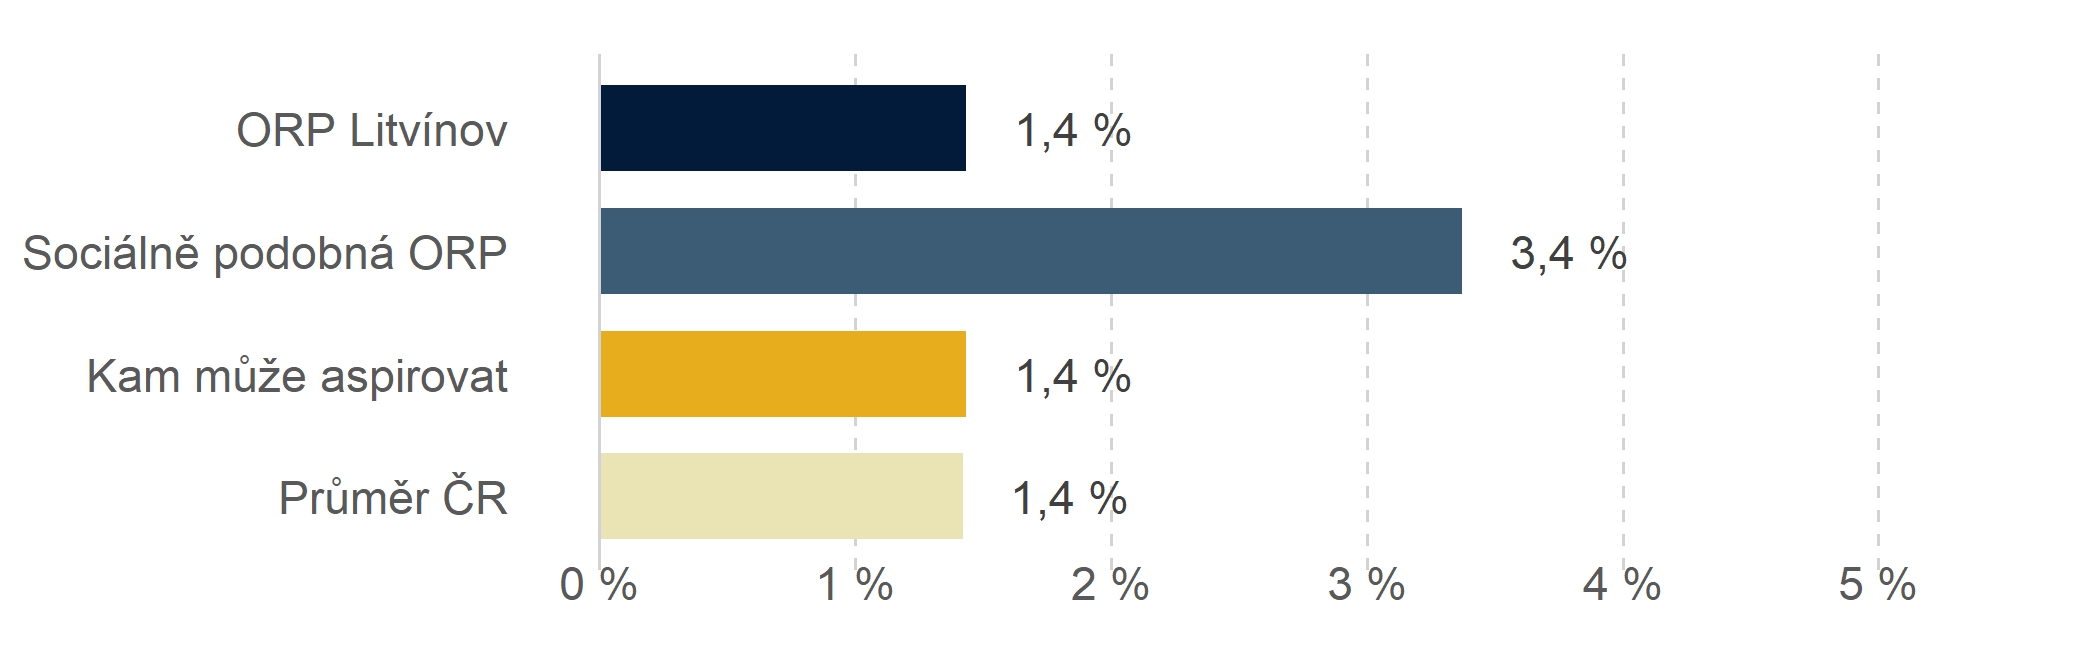 ORP Litvínov
1,4 %
Sociálně podobná ORP
3,4 %
Kam může aspirovat
1,4 %
Průměr ČR
1,4 %
0 %
1 %
2 %
3 %
4 %
5 %